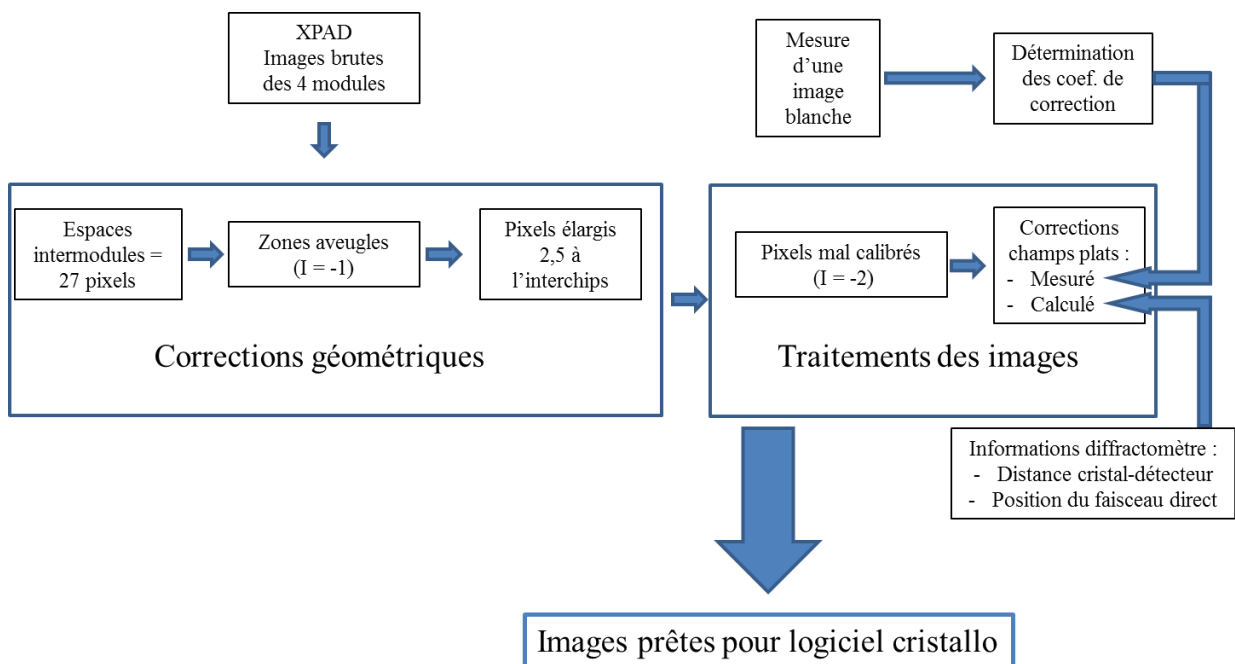 XPAD
Images brutes
des 4 modules
Mesure
d’une
image
blanche
Détermination
des coef. de
correction
Espaces
intermodules =
27 pixels
Zones aveugles
(I = -1)
Pixels élargis
2,5 à
l’interchips
Corrections géométriques
Pixels mal calibrés
(I = -2)
Corrections
champs plats :
- Mesuré
- Calculé
Traitements des images
Informations diffractomètre :
- Distance cristal-détecteur
- Position du faisceau direct
Images prêtes pour logiciel cristallo